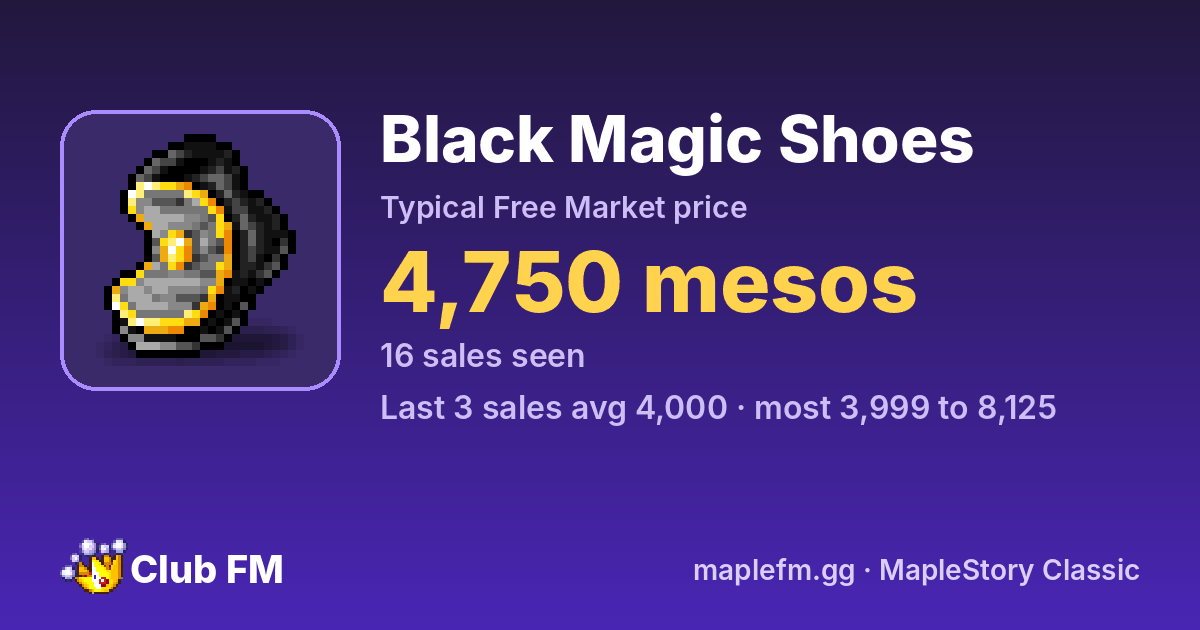 Black Magic Shoes
Typical Free Market price
4,750 mesos
16 sales seen
Last 3 sales avg 4,000 · most 3,999 to 8,125
Club FM
maplefm.gg · MapleStory Classic